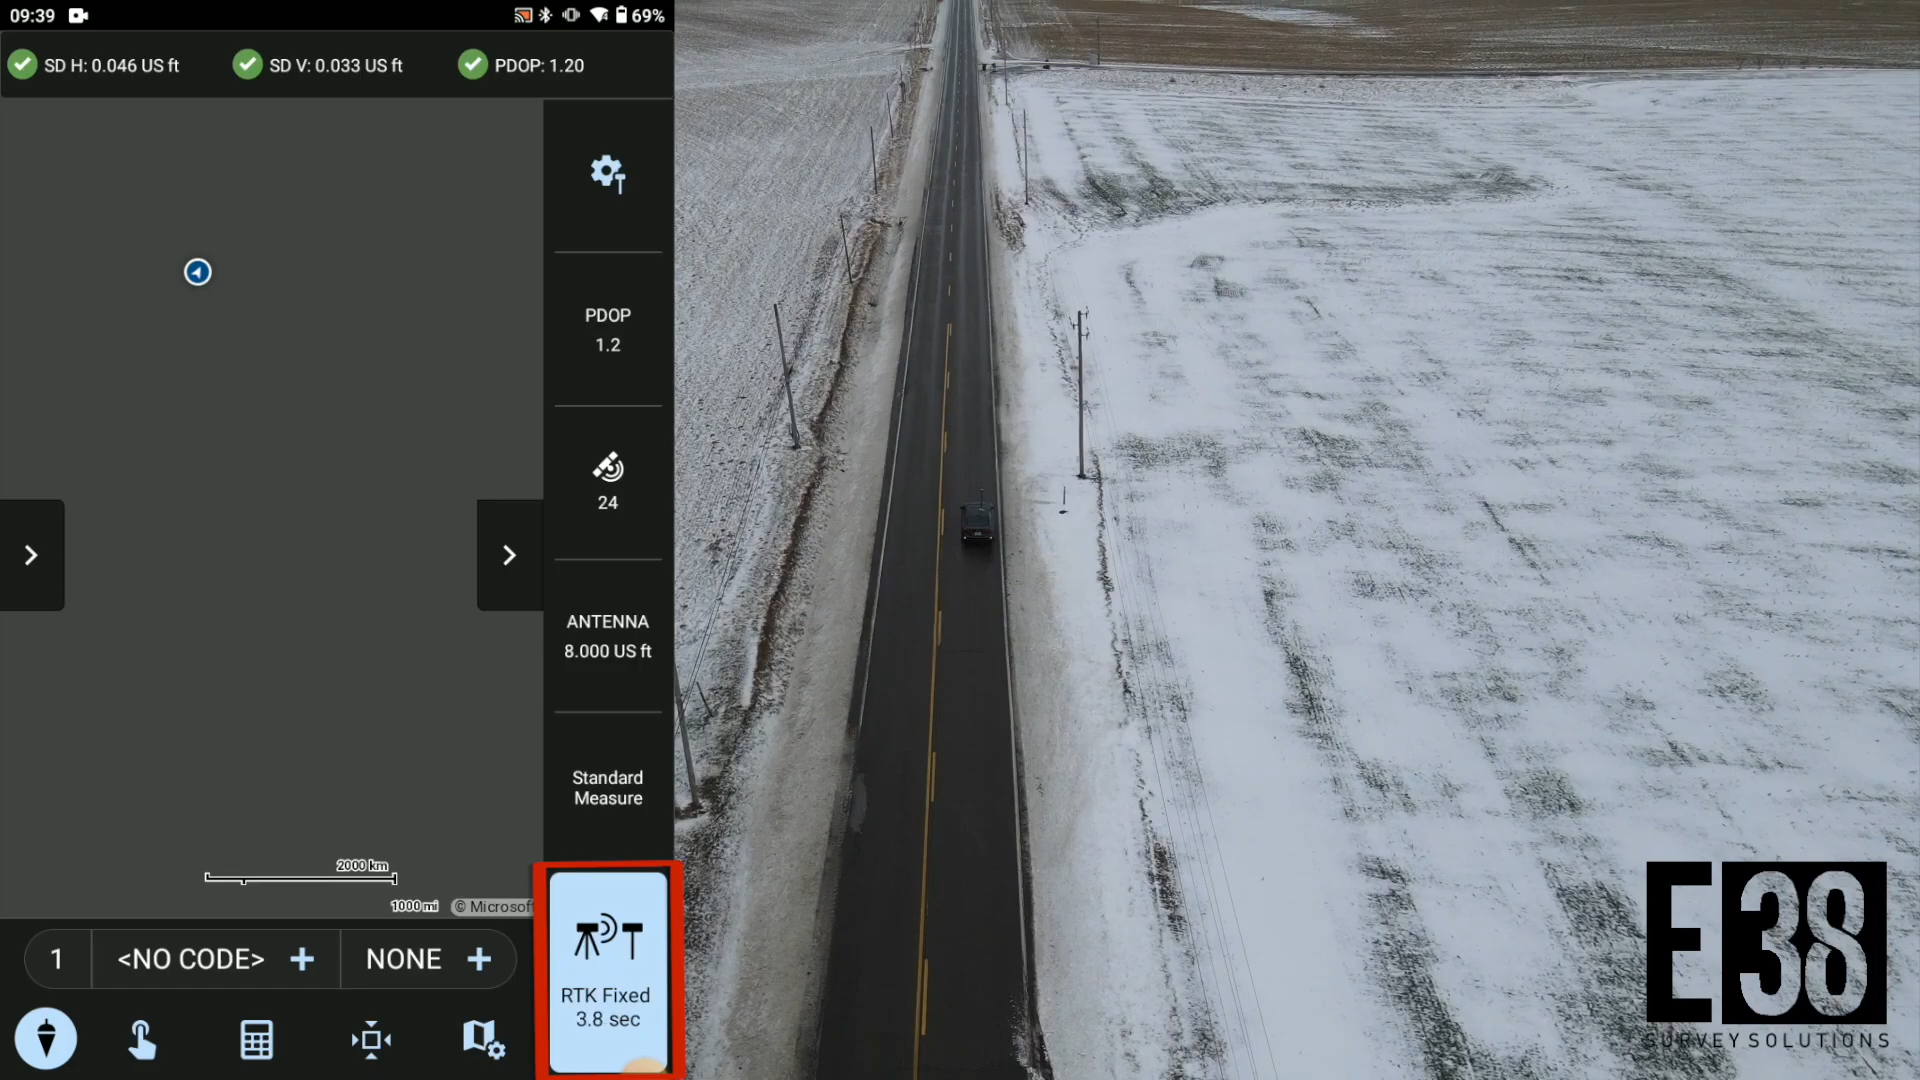 09:39
69%
SD H: 0.046 US ft
SD V: 0.033 US ft
PDOP: 1.20
PDOP
1.2
24
ANTENNA
8.000 US ft
Standard
Measure
2000 km
1000 mi
© Microsoft
1
<NO CODE>
NONE
RTK Fixed
3.8 sec
E38
SURVEY SOLUTIONS